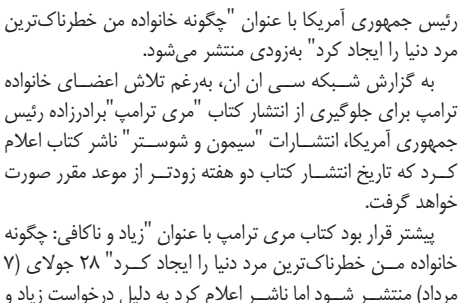 رئیس جمهوری آمریکا با عنوان "چگونه خانواده من خطرناک‌ترین
مرد دنیا را ایجاد کرد" به‌زودی منتشر می‌شود.
به گزارش شبکه سی ان ان، به‌رغم تلاش اعضای خانواده
ترامپ برای جلوگیری از انتشار کتاب "مری ترامپ"برادرزاده رئیس
جمهوری آمریکا، انتشارات "سیمون و شوستر" ناشر کتاب اعلام
کرد که تاریخ انتشار کتاب دو هفته زودتر از موعد مقرر صورت
خواهد گرفت.
پیشتر قرار بود کتاب مری ترامپ با عنوان "زیاد و ناکافی: چگونه
خانواده من خطرناک‌ترین مرد دنیا را ایجاد کرد" ۲۸ جولای (۷
مرداد) منتشر شود اما ناشر اعلام کرد به دلیل درخواست زیاد و